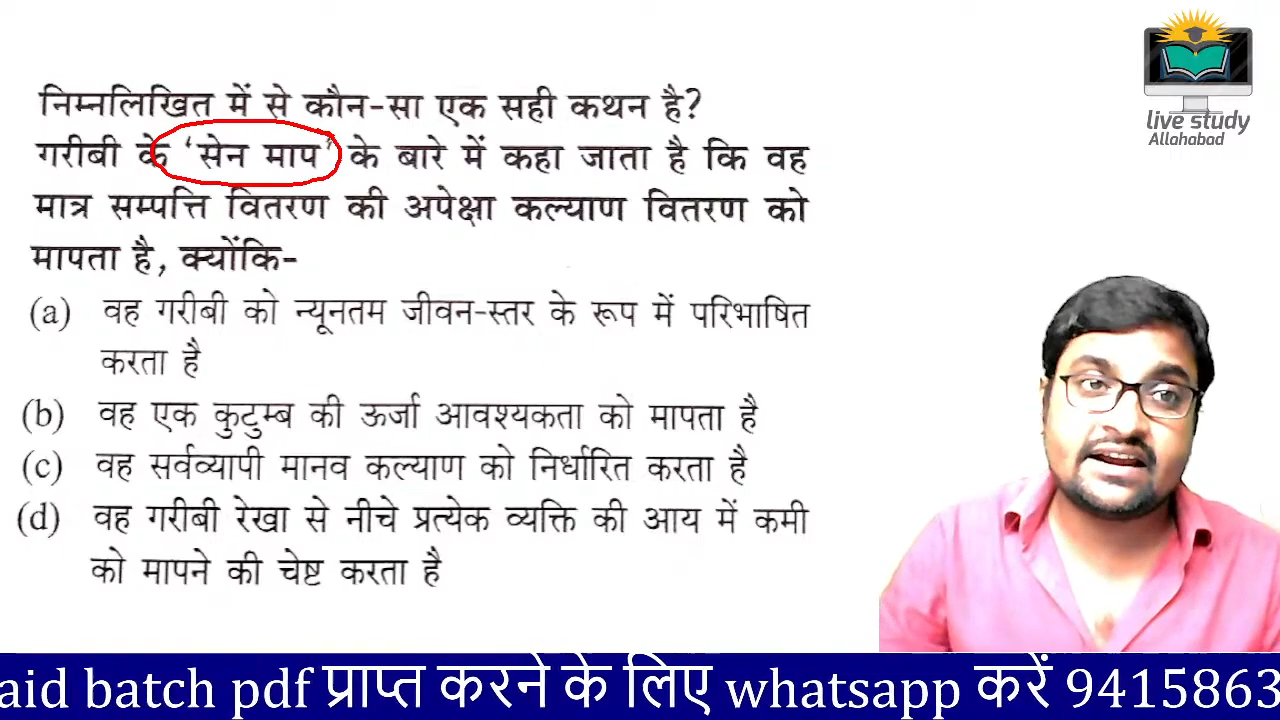 live study
Allahabad
निम्नलिखित में से कौन-सा एक सही कथन है?
गरीबी के ‘सेन माप’ के बारे में कहा जाता है कि वह
मात्र सम्पत्ति वितरण की अपेक्षा कल्याण वितरण को
मापता है, क्योंकि-
(a) वह गरीबी को न्यूनतम जीवन-स्तर के रूप में परिभाषित
करता है
(b) वह एक कुटुम्ब की ऊर्जा आवश्यकता को मापता है
(c) वह सर्वव्यापी मानव कल्याण को निर्धारित करता है
(d) वह गरीबी रेखा से नीचे प्रत्येक व्यक्ति की आय में कमी
को मापने की चेष्ट करता है
aid batch pdf प्राप्त करने के लिए whatsapp करें 9415863